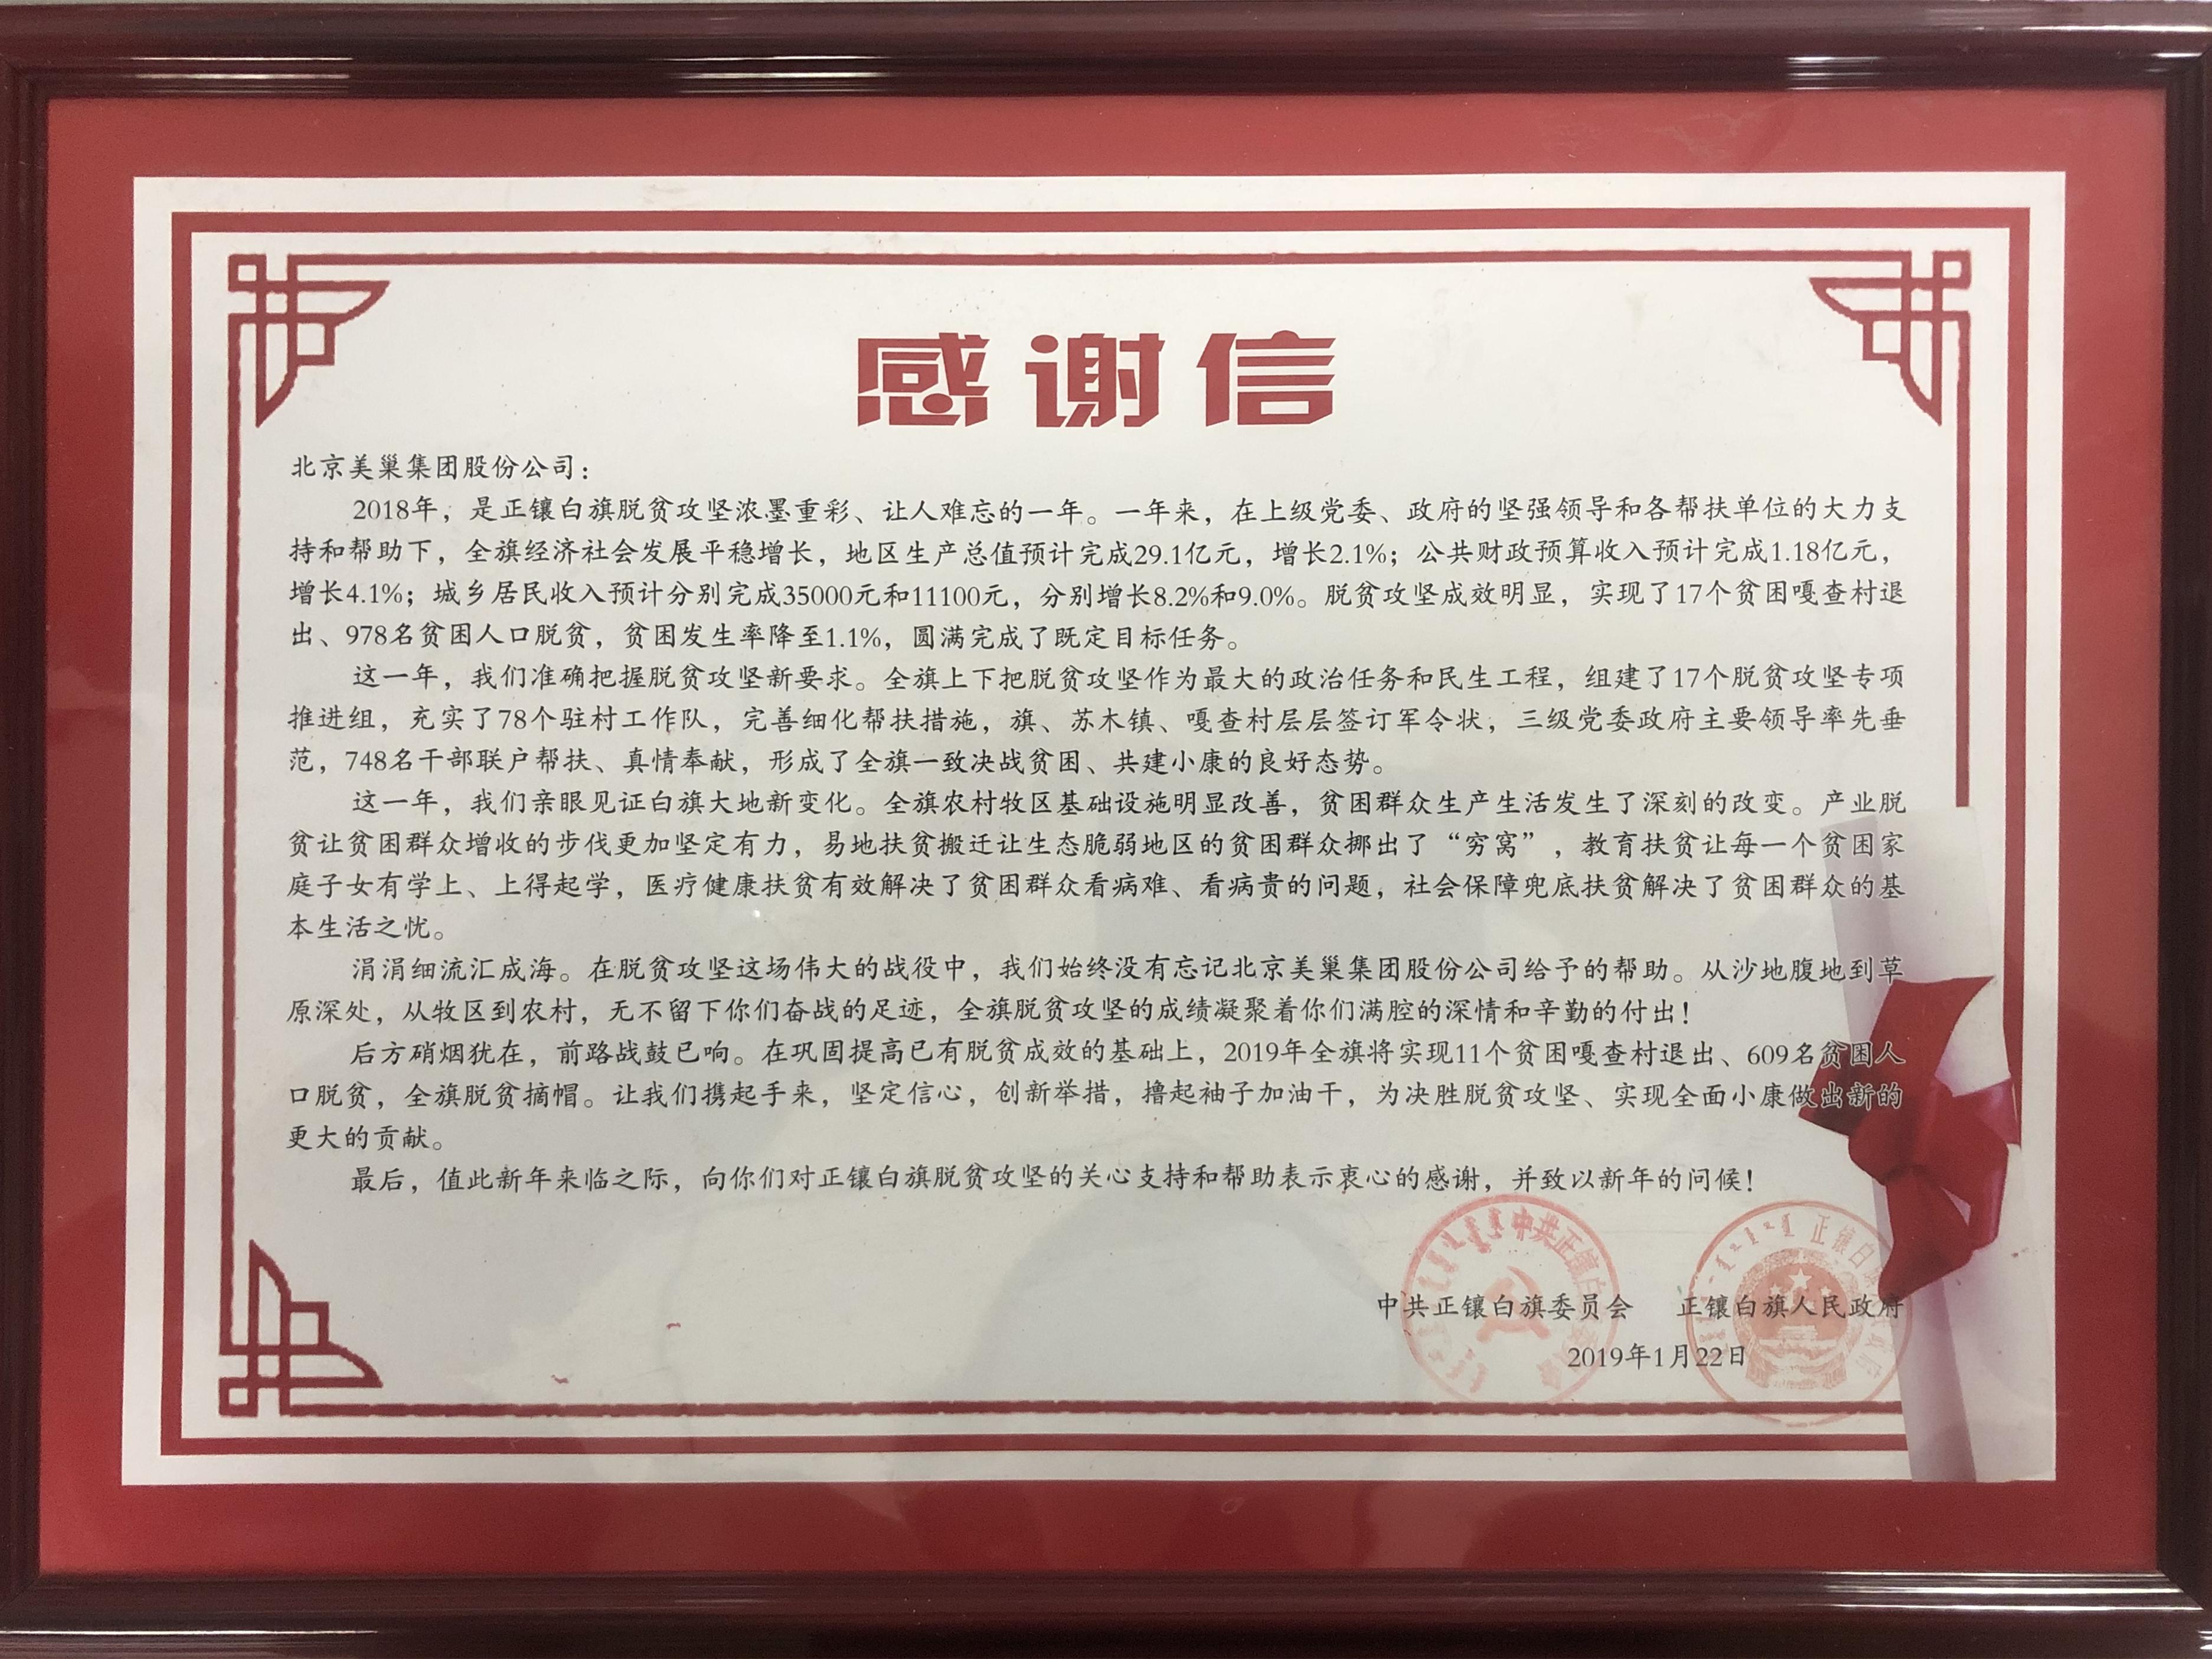 感谢信
北京美巢集团股份公司：
2018年，是正镶白旗脱贫攻坚浓墨重彩、让人难忘的一年。一年来，在上级党委、政府的坚强领导和各帮扶单位的大力支
持和帮助下，全旗经济社会发展平稳增长，地区生产总值预计完成29.1亿元，增长2.1%；公共财政预算收入预计完成1.18亿元，
增长4.1%；城乡居民收入预计分别完成35000元和11100元，分别增长8.2%和9.0%。脱贫攻坚成效明显，实现了17个贫困嘎查村退
出、978名贫困人口脱贫，贫困发生率降至1.1%，圆满完成了既定目标任务。
这一年，我们准确把握脱贫攻坚新要求。全旗上下把脱贫攻坚作为最大的政治任务和民生工程，组建了17个脱贫攻坚专项
推进组，充实了78个驻村工作队，完善细化帮扶措施，旗、苏木镇、嘎查村层层签订军令状，三级党委政府主要领导率先垂
范，748名干部联户帮扶、真情奉献，形成了全旗一致决战贫困、共建小康的良好态势。
这一年，我们亲眼见证白旗大地新变化。全旗农村牧区基础设施明显改善，贫困群众生产生活发生了深刻的改变。产业脱
贫让贫困群众增收的步伐更加坚定有力，易地扶贫搬迁让生态脆弱地区的贫困群众挪出了“穷窝”，教育扶贫让每一个贫困家
庭子女有学上、上得起学，医疗健康扶贫有效解决了贫困群众看病难、看病贵的问题，社会保障兜底扶贫解决了贫困群众的基
本生活之忧。
涓涓细流汇成海。在脱贫攻坚这场伟大的战役中，我们始终没有忘记北京美巢集团股份公司给予的帮助。从沙地腹地到草
原深处，从牧区到农村，无不留下你们奋战的足迹，全旗脱贫攻坚的成绩凝聚着你们满腔的深情和辛勤的付出！
后方硝烟犹在，前路战鼓已响。在巩固提高已有脱贫成效的基础上，2019年全旗将实现11个贫困嘎查村退出、609名贫困人
口脱贫，全旗脱贫摘帽。让我们携起手来，坚定信心，创新举措，撸起袖子加油干，为决胜脱贫攻坚、实现全面小康做出新的
更大的贡献。
最后，值此新年来临之际，向你们对正镶白旗脱贫攻坚的关心支持和帮助表示衷心的感谢，并致以新年的问候！
中共正镶白旗委员会 正镶白旗人民政府
2019年1月22日